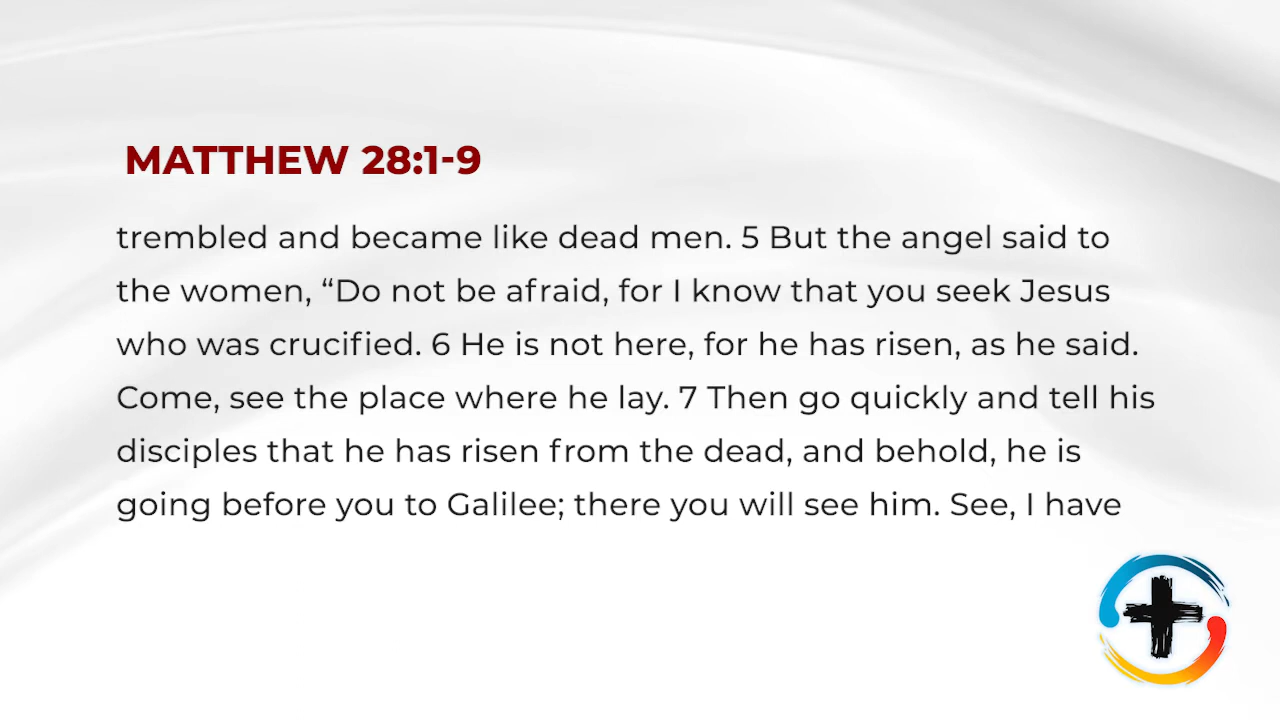 MATTHEW 28:1-9
trembled and became like dead men. 5 But the angel said to
the women, “Do not be afraid, for I know that you seek Jesus
who was crucified. 6 He is not here, for he has risen, as he said.
Come, see the place where he lay. 7 Then go quickly and tell his
disciples that he has risen from the dead, and behold, he is
going before you to Galilee; there you will see him. See, I have